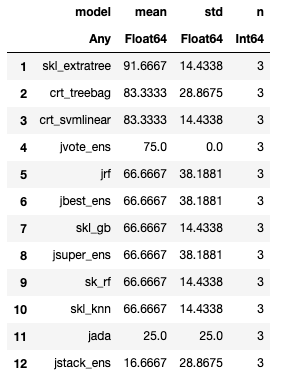 model mean std n
Any Float64 Float64 Int64
1 skl_extratree 91.6667 14.4338 3
2 crt_treebag 83.3333 28.8675 3
3 crt_svmlinear 83.3333 14.4338 3
4 jvote_ens 75.0 0.0 3
5 jrf 66.6667 38.1881 3
6 jbest_ens 66.6667 38.1881 3
7 skl_gb 66.6667 14.4338 3
8 jsuper_ens 66.6667 38.1881 3
9 sk_rf 66.6667 14.4338 3
10 skl_knn 66.6667 14.4338 3
11 jada 25.0 25.0 3
12 jstack_ens 16.6667 28.8675 3